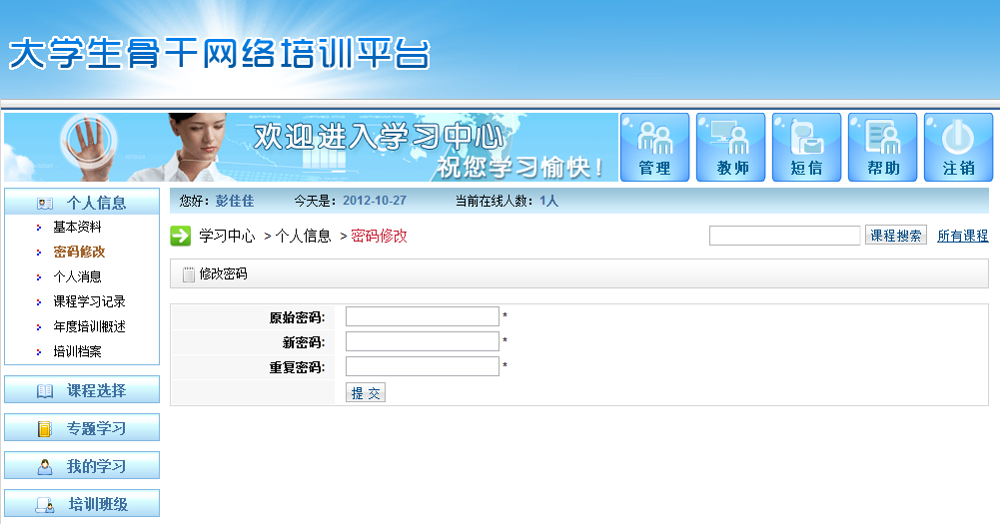 大学生骨干网络培训平台
欢迎进入学习中心
祝您学习愉快！
管理 教师 短信 帮助 注销
个人信息
您好：彭佳佳 今天是：2012-10-27 当前在线人数：1人
基本资料
密码修改
个人消息
课程学习记录
年度培训概述
培训档案
课程选择
专题学习
我的学习
培训班级
学习中心 >个人信息 >密码修改
课程搜索 所有课程
修改密码
原始密码: *
新密码: *
重复密码: *
提 交